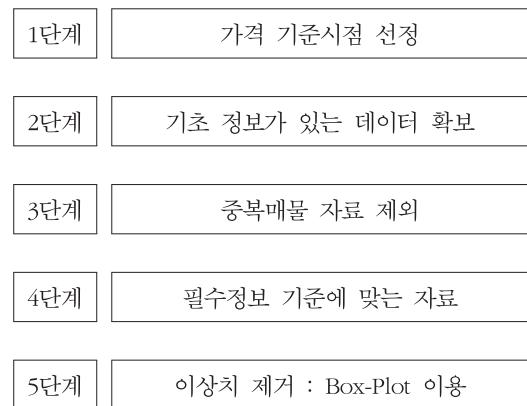 1단계 가격 기준시점 선정
2단계 기초 정보가 있는 데이터 확보
3단계 중복매물 자료 제외
4단계 필수정보 기준에 맞는 자료
5단계 이상치 제거 : Box-Plot 이용